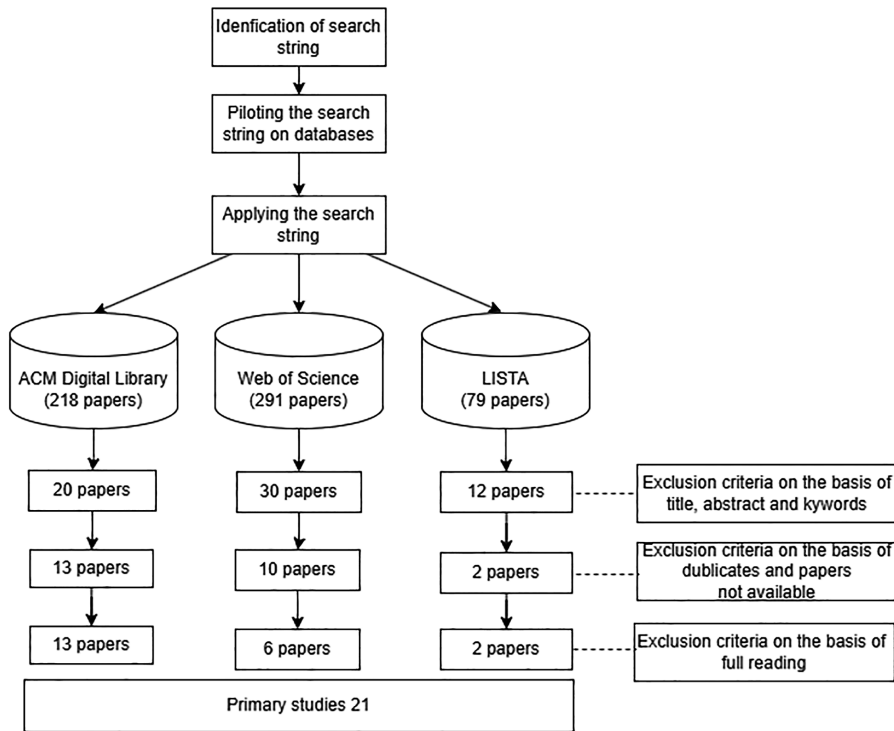 Idenfication of search
string
Piloting the search
string on databases
Applying the search
string
ACM Digital Library
(218 papers)
Web of Science
(291 papers)
LISTA
(79 papers)
20 papers
30 papers
12 papers
Exclusion criteria on the basis of
title, abstract and kywords
13 papers
10 papers
2 papers
Exclusion criteria on the basis of
dublicates and papers
not available
13 papers
6 papers
2 papers
Exclusion criteria on the basis of
full reading
Primary studies 21